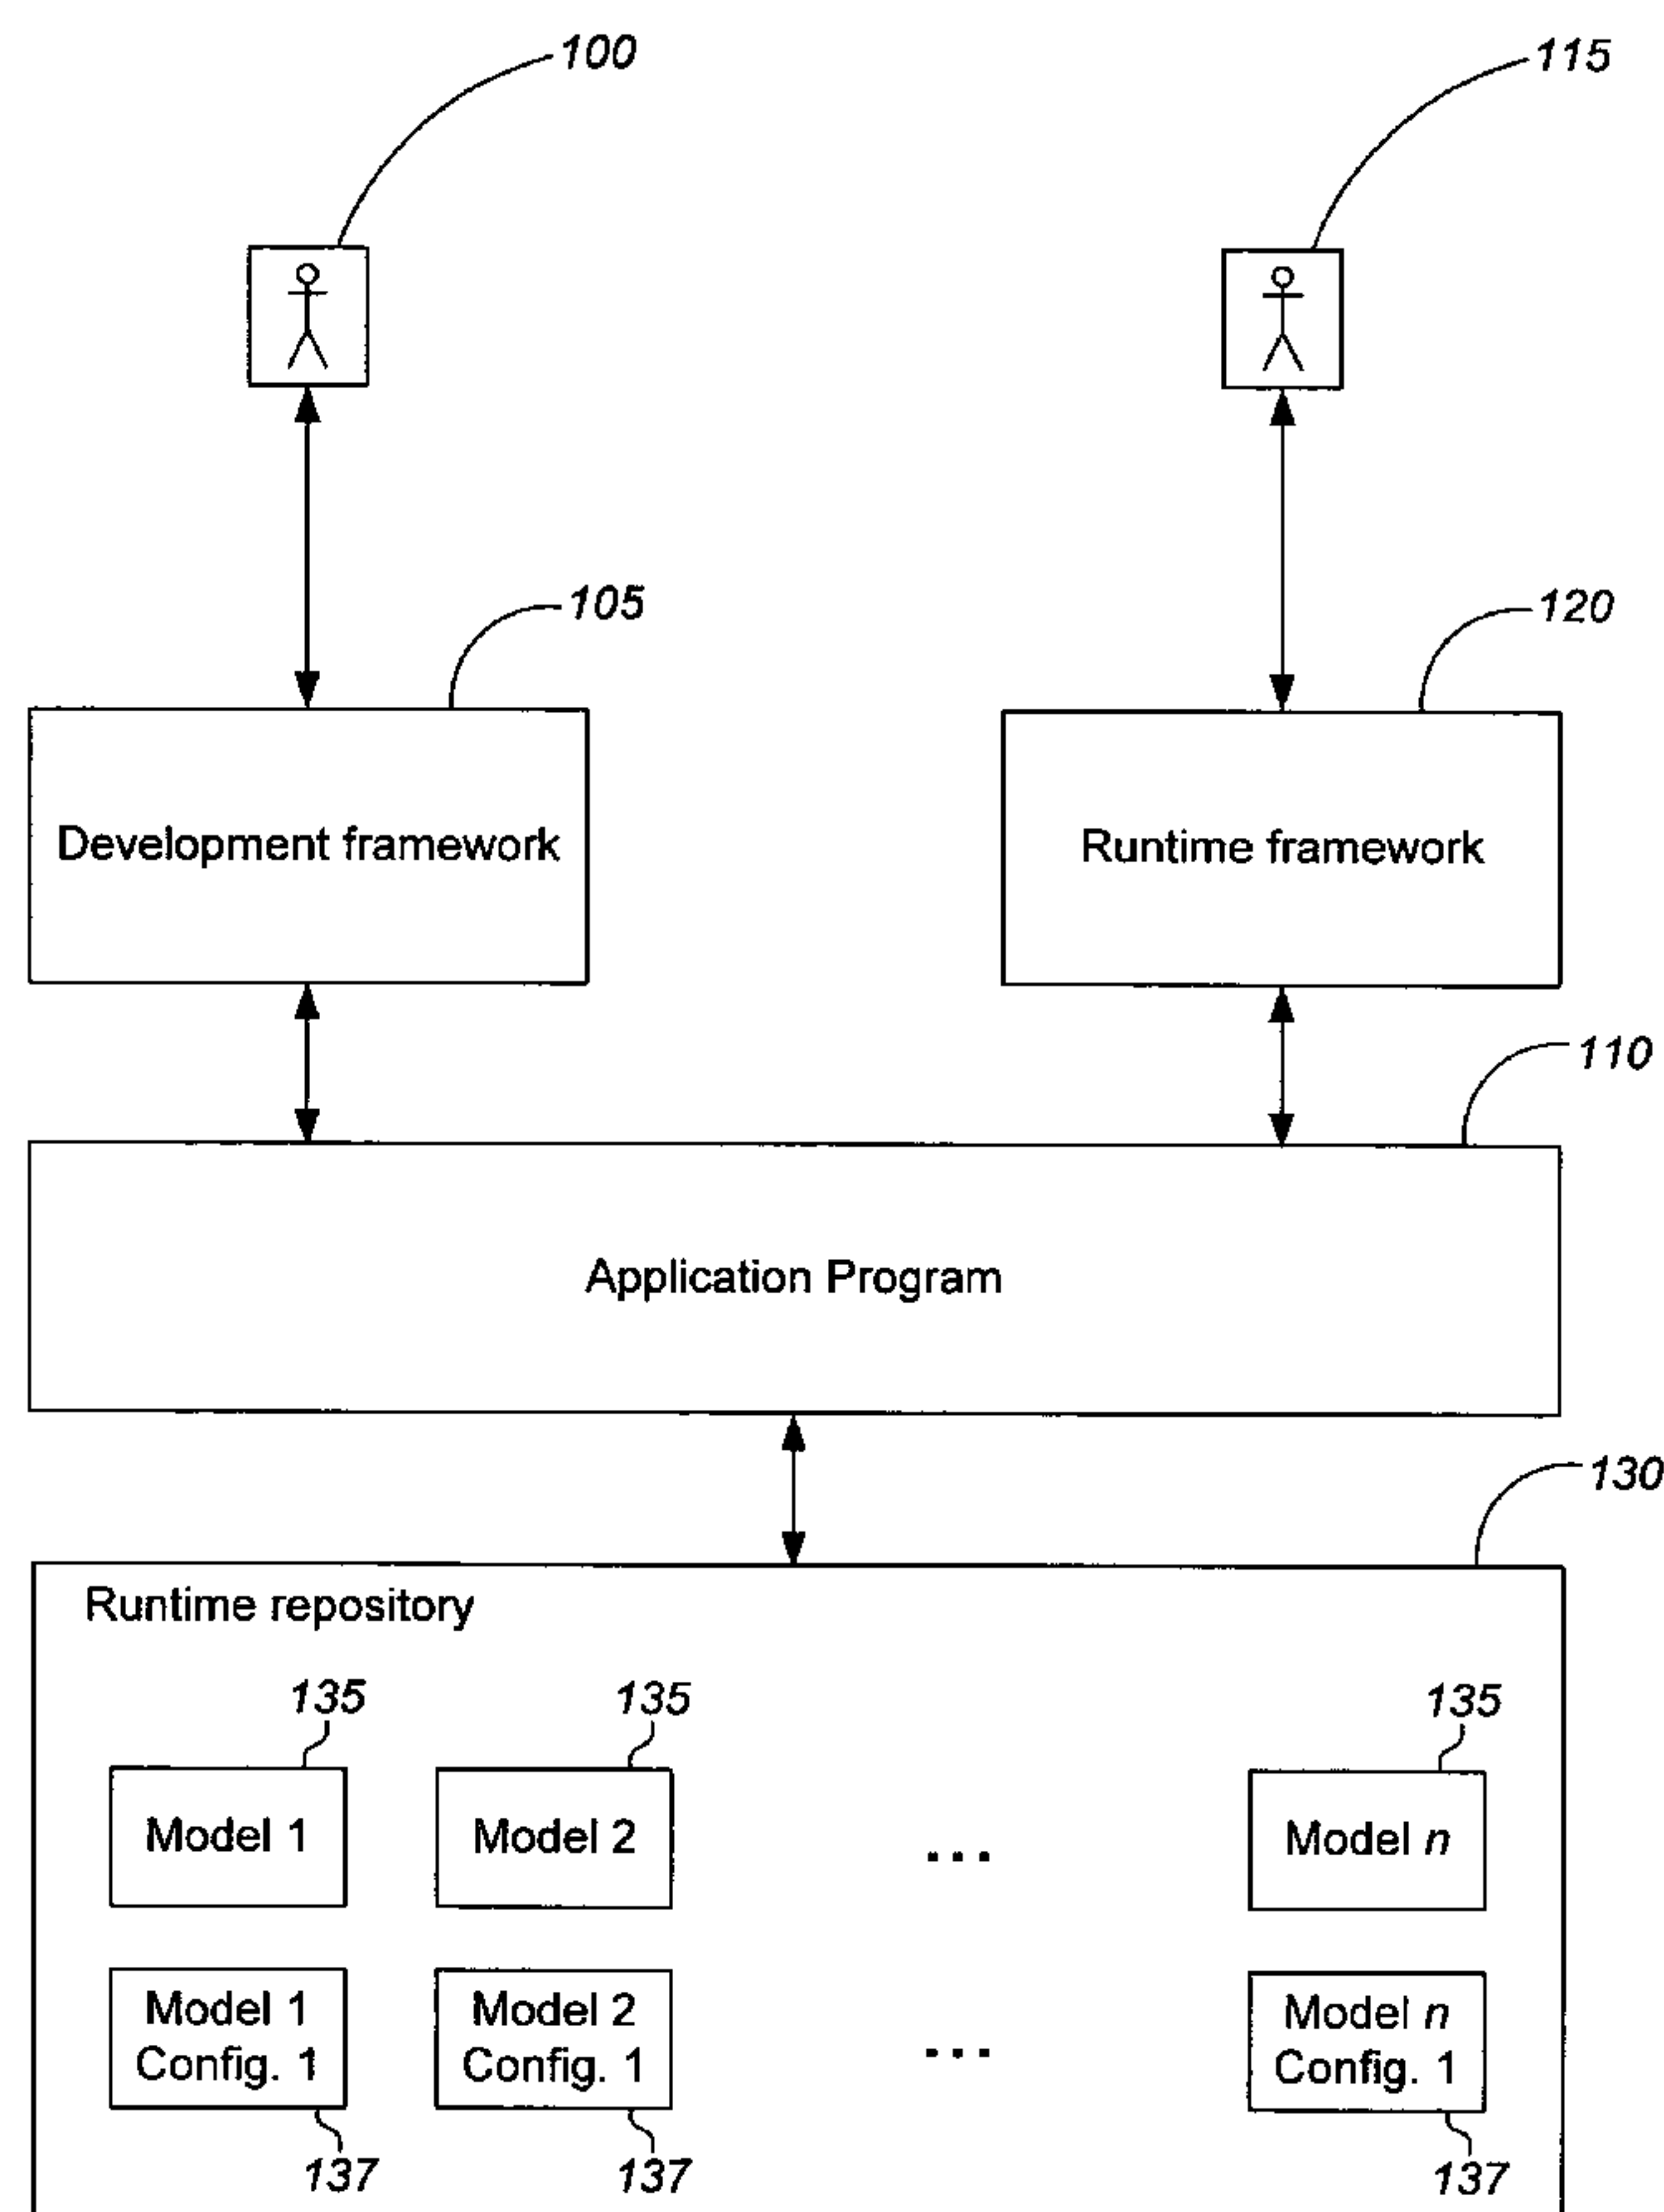 100
115
105
120
Development framework
Runtime framework
110
Application Program
130
Runtime repository
135
135
135
Model 1
Model 2
...
Model n
Model 1
Config. 1
Model 2
Config. 1
...
Model n
Config. 1
137
137
137